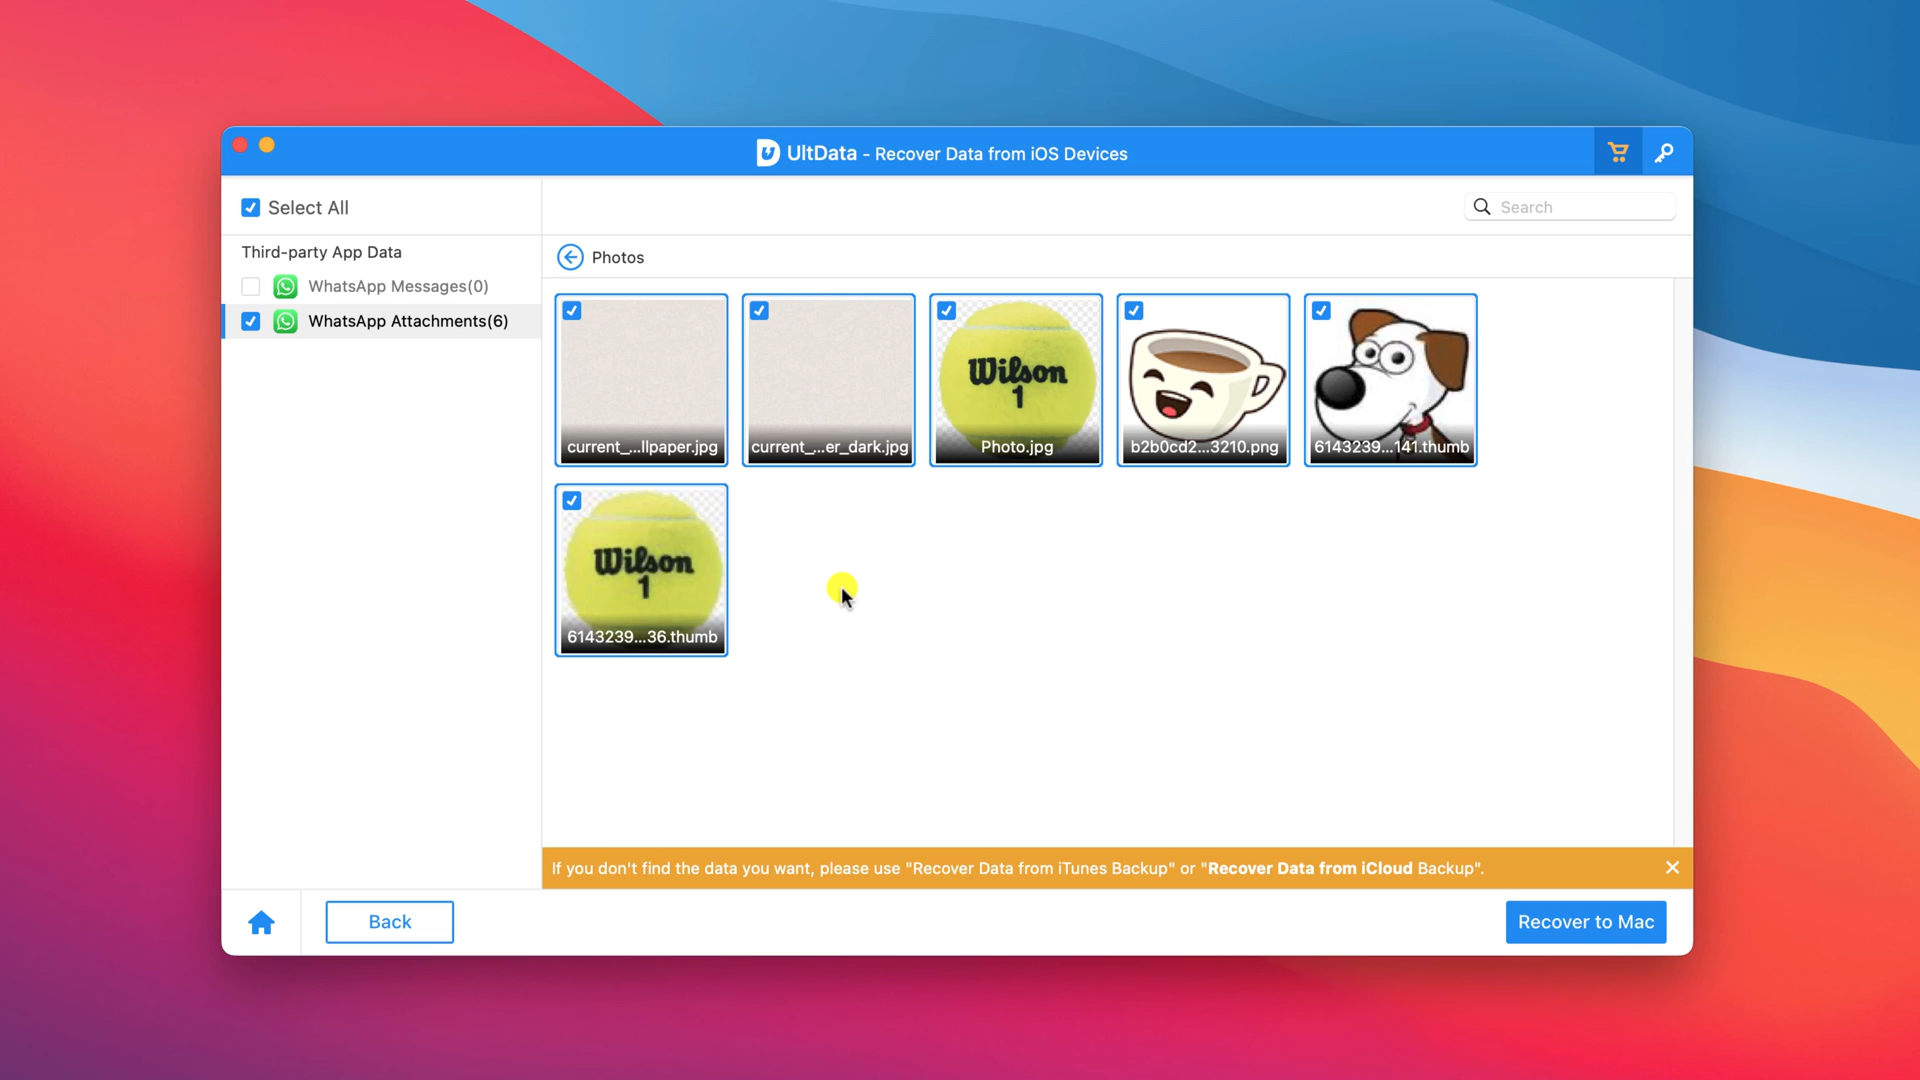 UltData - Recover Data from iOS Devices
Select All
Search
Third-party App Data
WhatsApp Messages(0)
WhatsApp Attachments(6)
Photos
Wilson
1
current_...llpaper.jpg
current_...er_dark.jpg
Photo.jpg
b2b0cd2...3210.png
6143239...141.thumb
Wilson
1
6143239...36.thumb
If you don't find the data you want, please use "Recover Data from iTunes Backup" or "Recover Data from iCloud Backup".
Back
Recover to Mac